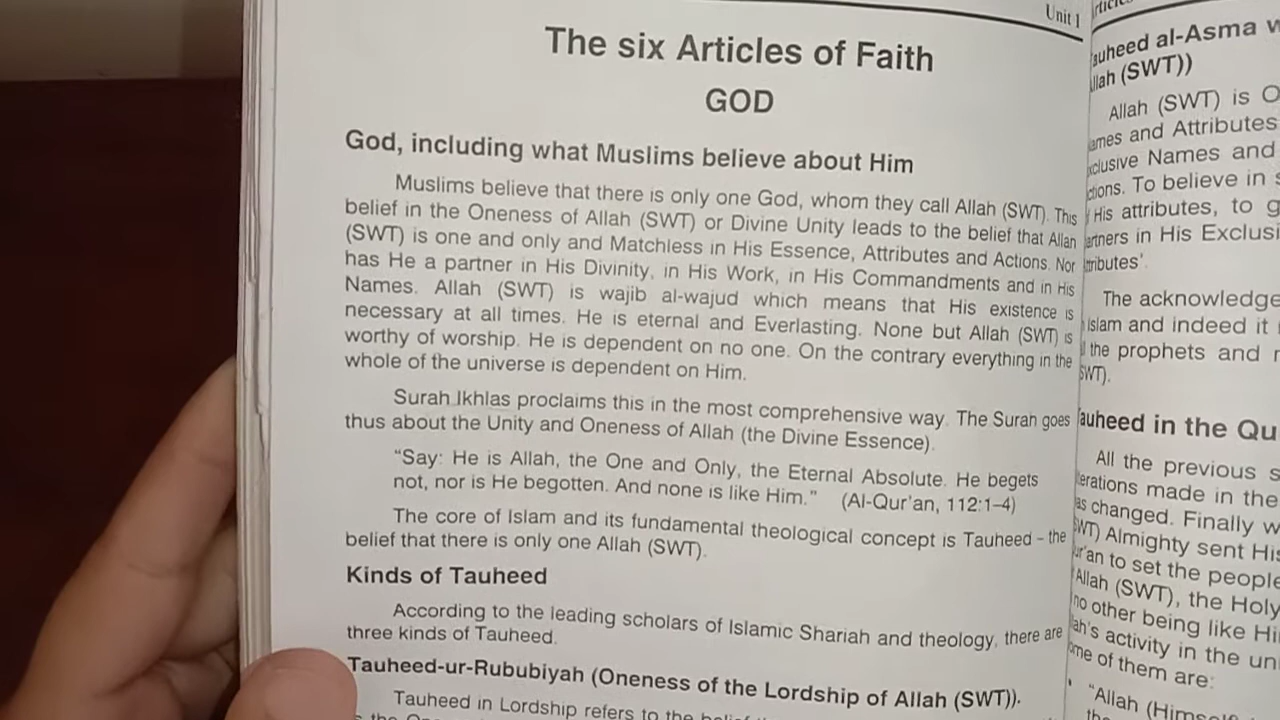 Unit 1
The six Articles of Faith
GOD
God, including what Muslims believe about Him
Muslims believe that there is only one God, whom they call Allah (SWT). This
belief in the Oneness of Allah (SWT) or Divine Unity leads to the belief that Allah
(SWT) is one and only and Matchless in His Essence, Attributes and Actions. Nor
has He a partner in His Divinity, in His Work, in His Commandments and in His
Names. Allah (SWT) is wajib al-wajud which means that His existence is
necessary at all times. He is eternal and Everlasting. None but Allah (SWT) is
worthy of worship. He is dependent on no one. On the contrary everything in the
whole of the universe is dependent on Him.
Surah Ikhlas proclaims this in the most comprehensive way. The Surah goes
thus about the Unity and Oneness of Allah (the Divine Essence).
“Say: He is Allah, the One and Only, the Eternal Absolute. He begets
not, nor is He begotten. And none is like Him.” (Al-Qur'an, 112:1–4)
The core of Islam and its fundamental theological concept is Tauheed – the
belief that there is only one Allah (SWT).
Kinds of Tauheed
According to the leading scholars of Islamic Shariah and theology, there are
three kinds of Tauheed.
Tauheed-ur-Rububiyah (Oneness of the Lordship of Allah (SWT)).
Tauheed in Lordship refers to the belief
al-Asma
(SWT))
Allah (SWT) is
and Attributes
Names and
To believe in
His attributes, to
in His
The acknowledge
Islam and indeed it
the prophets and
in the
All the previous
made in the
changed. Finally
Almighty sent
to set the people
Allah (SWT), the Holy
no other being like
activity in the
of them are:
“Allah